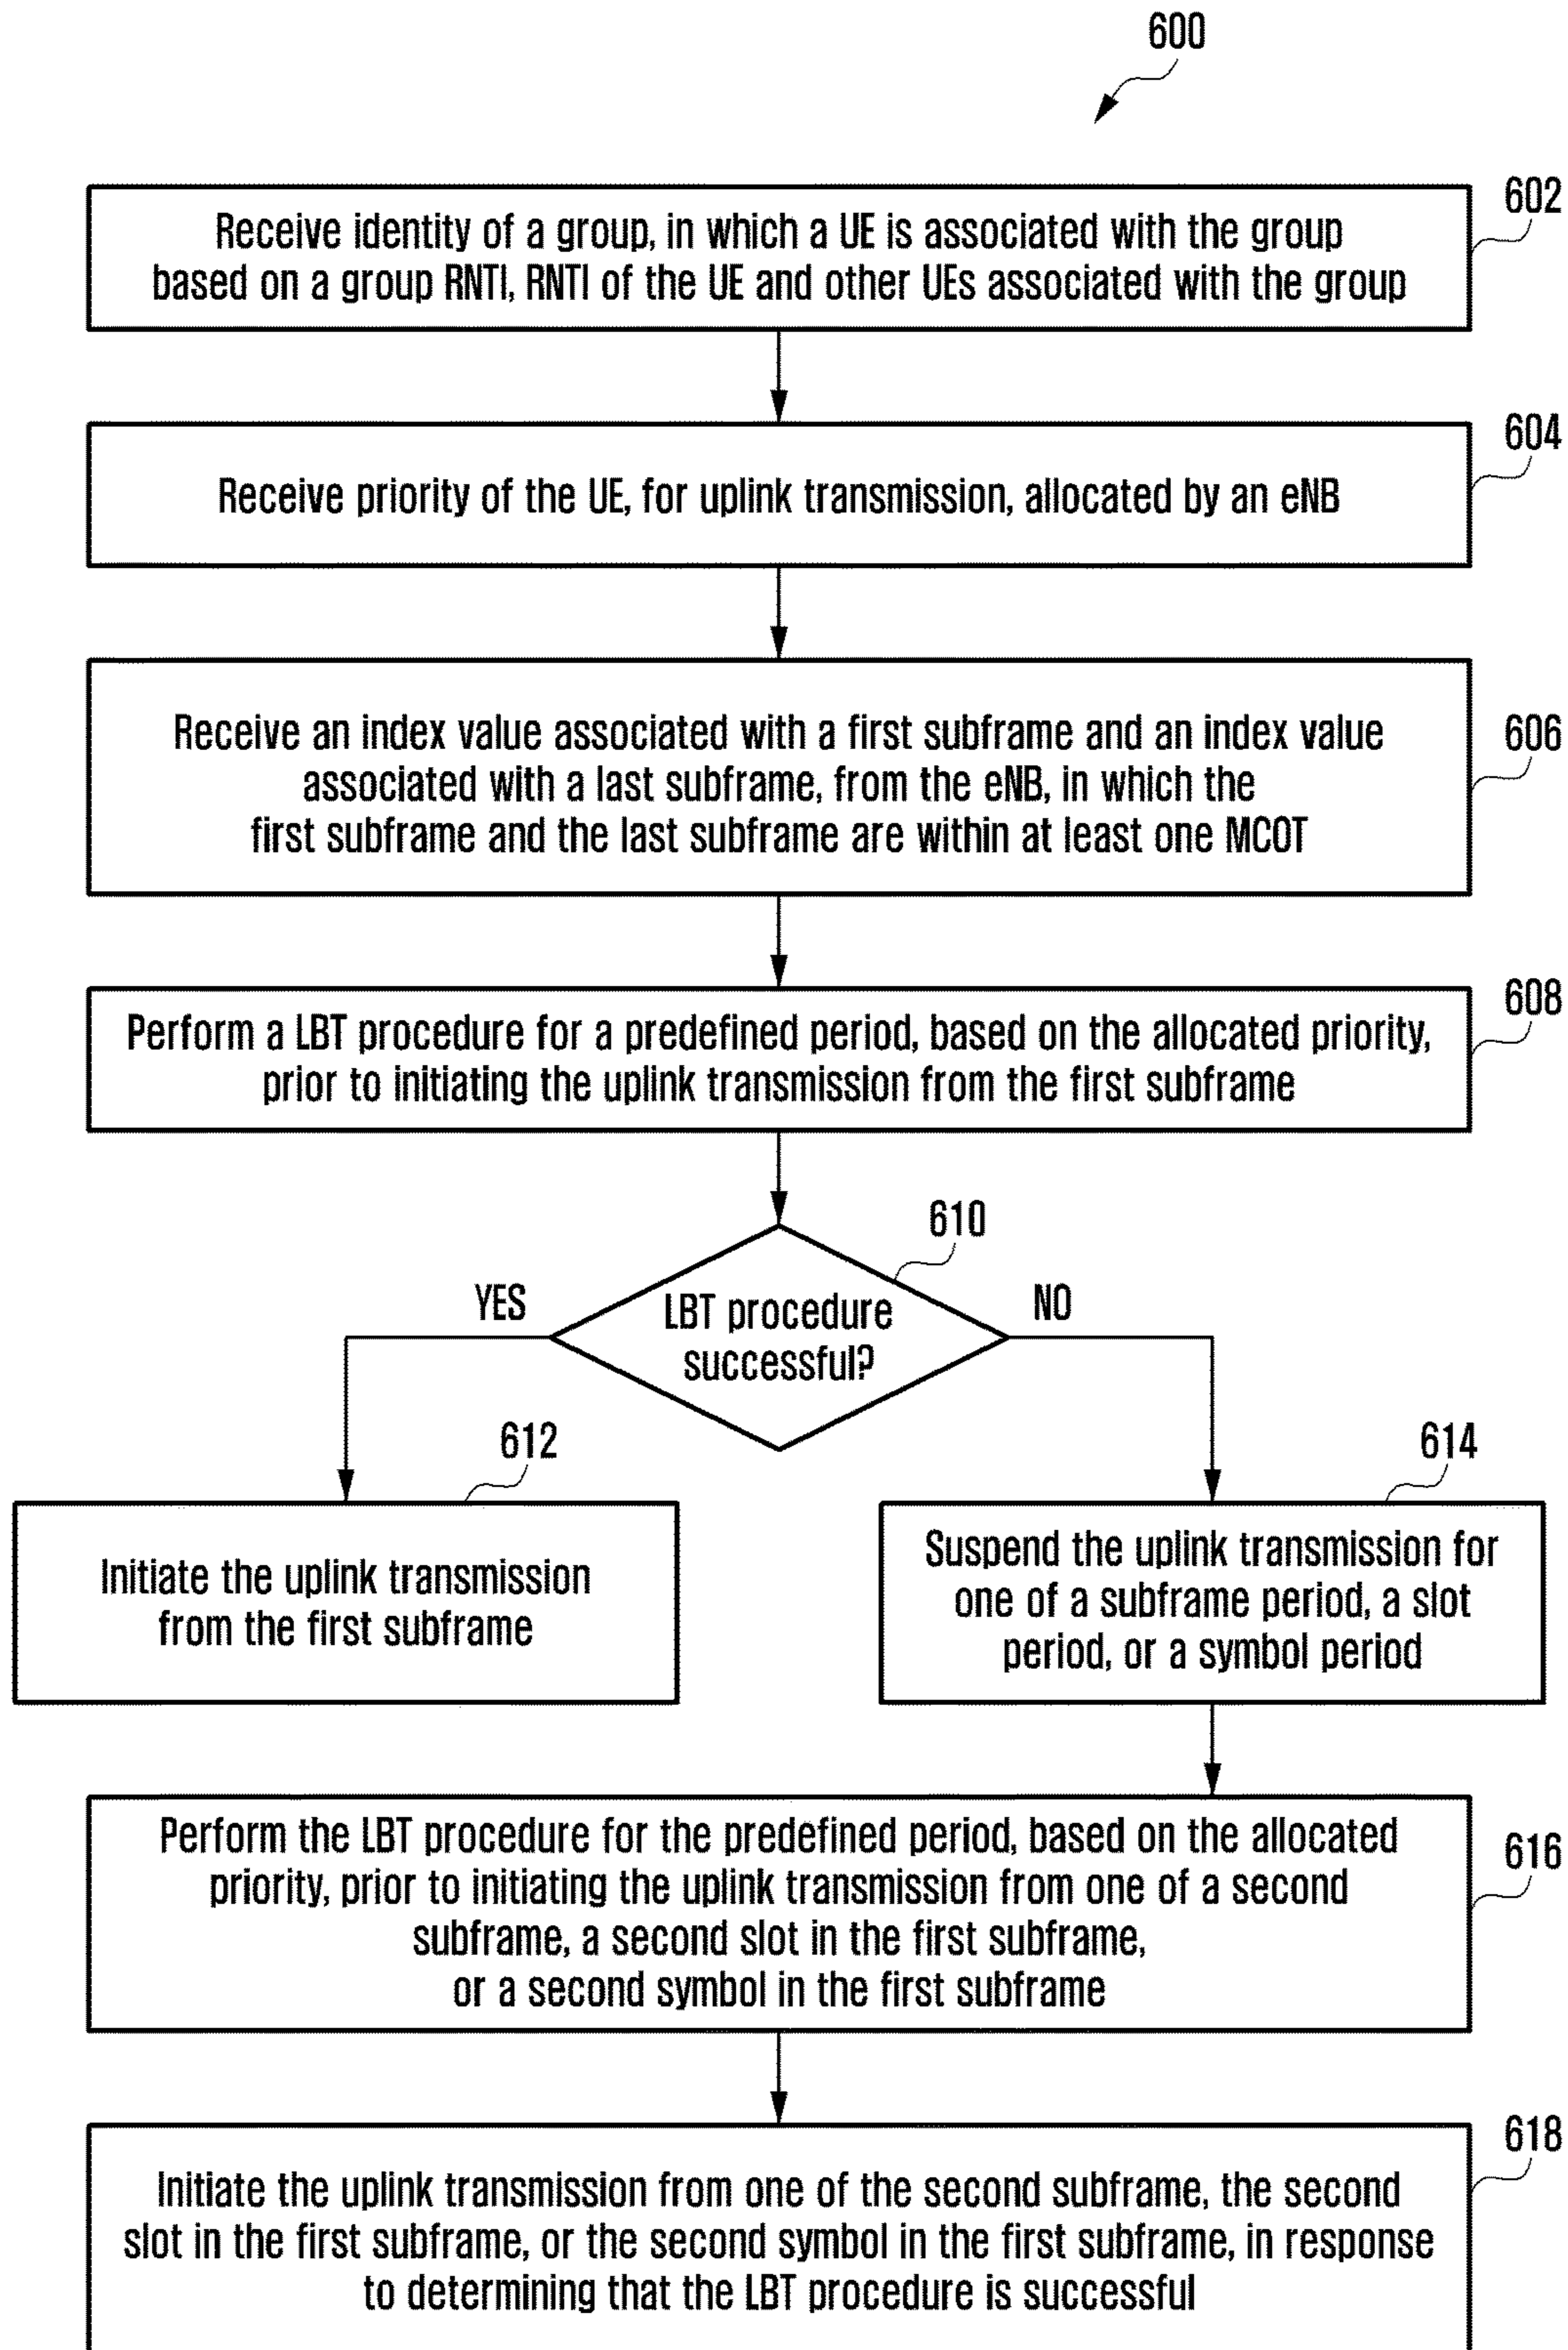 600
602
Receive identity of a group, in which a UE is associated with the group
based on a group RNTI, RNTI of the UE and other UEs associated with the group
604
Receive priority of the UE, for uplink transmission, allocated by an eNB
606
Receive an index value associated with a first subframe and an index value
associated with a last subframe, from the eNB, in which the
first subframe and the last subframe are within at least one MCOT
608
Perform a LBT procedure for a predefined period, based on the allocated priority,
prior to initiating the uplink transmission from the first subframe
610
YES
LBT procedure
successful?
NO
612
Initiate the uplink transmission
from the first subframe
614
Suspend the uplink transmission for
one of a subframe period, a slot
period, or a symbol period
616
Perform the LBT procedure for the predefined period, based on the allocated
priority, prior to initiating the uplink transmission from one of a second
subframe, a second slot in the first subframe,
or a second symbol in the first subframe
618
Initiate the uplink transmission from one of the second subframe, the second
slot in the first subframe, or the second symbol in the first subframe, in response
to determining that the LBT procedure is successful